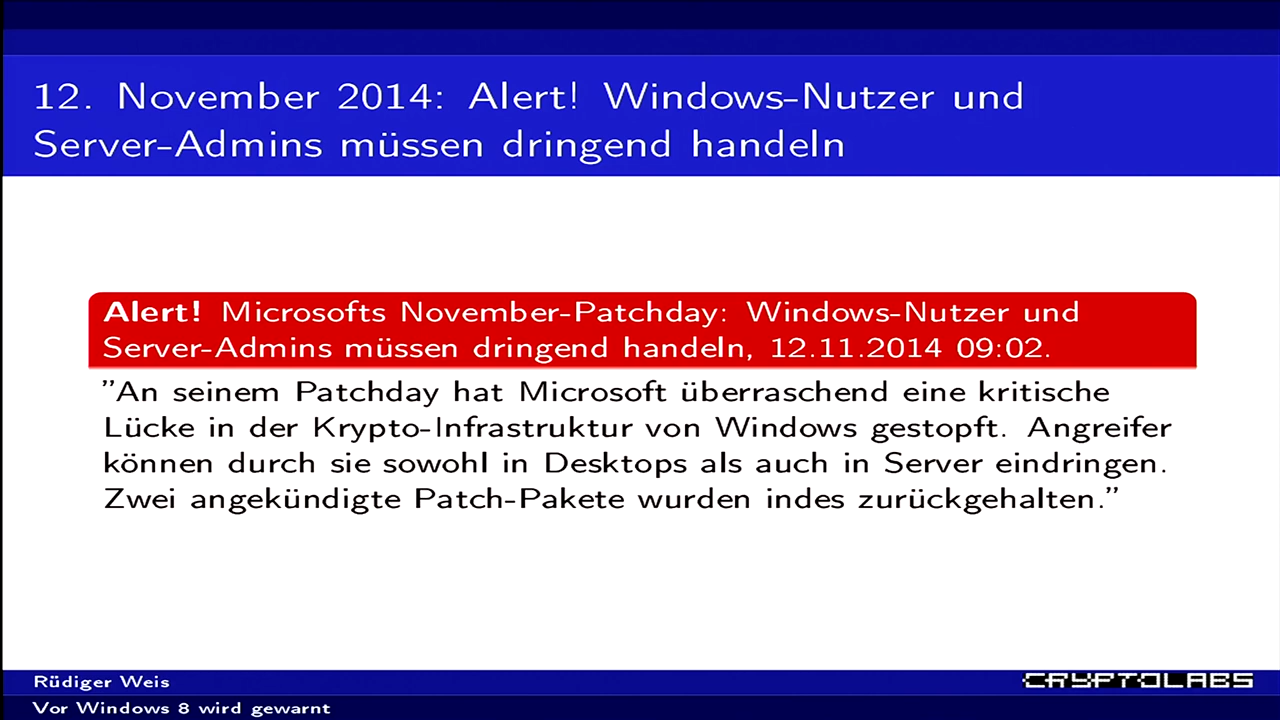 12. November 2014: Alert! Windows-Nutzer und
Server-Admins müssen dringend handeln
Alert! Microsofts November-Patchday: Windows-Nutzer und
Server-Admins müssen dringend handeln, 12.11.2014 09:02.
”An seinem Patchday hat Microsoft überraschend eine kritische
Lücke in der Krypto-Infrastruktur von Windows gestopft. Angreifer
können durch sie sowohl in Desktops als auch in Server eindringen.
Zwei angekündigte Patch-Pakete wurden indes zurückgehalten.”
Rüdiger Weis
CRYPTOLABS
Vor Windows 8 wird gewarnt